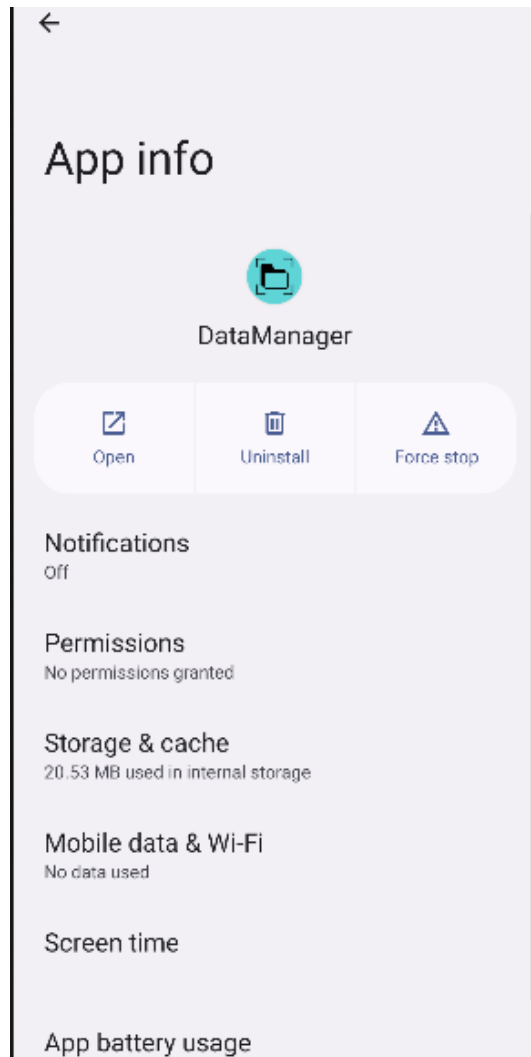 App info
DataManager
Open
Uninstall
Force stop
Notifications
Off
Permissions
No permissions granted
Storage & cache
20.53 MB used in internal storage
Mobile data & Wi-Fi
No data used
Screen time
App battery usage